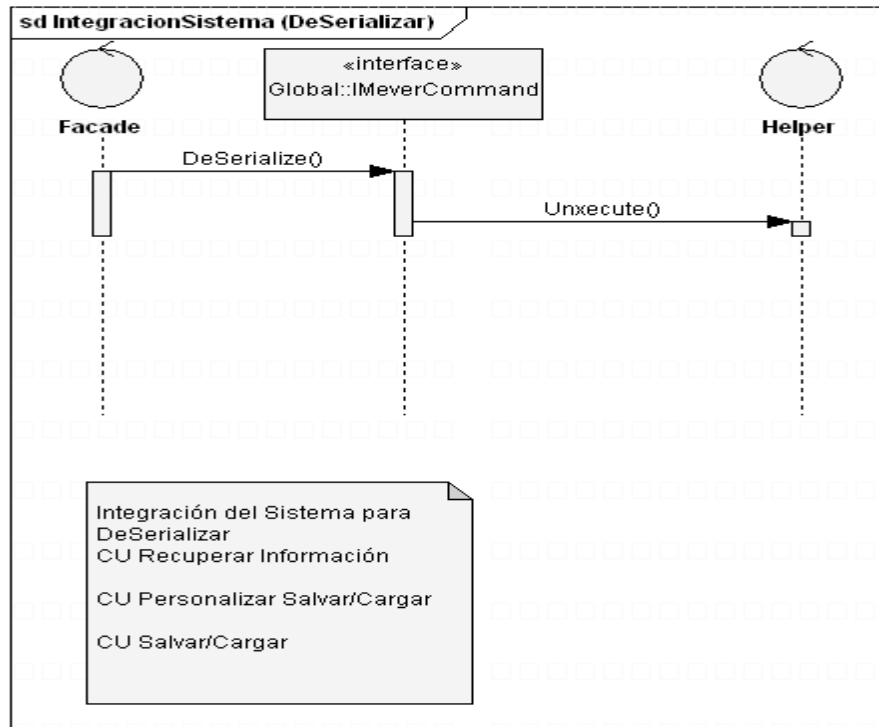 sd IntegracionSistema (DeSerializar)
«interface»
Global::IMeverCommand
Facade
Helper
DeSerialize()
Unxecute()
Integración del Sistema para
DeSerializar
CU Recuperar Información
CU Personalizar Salvar/Cargar
CU Salvar/Cargar